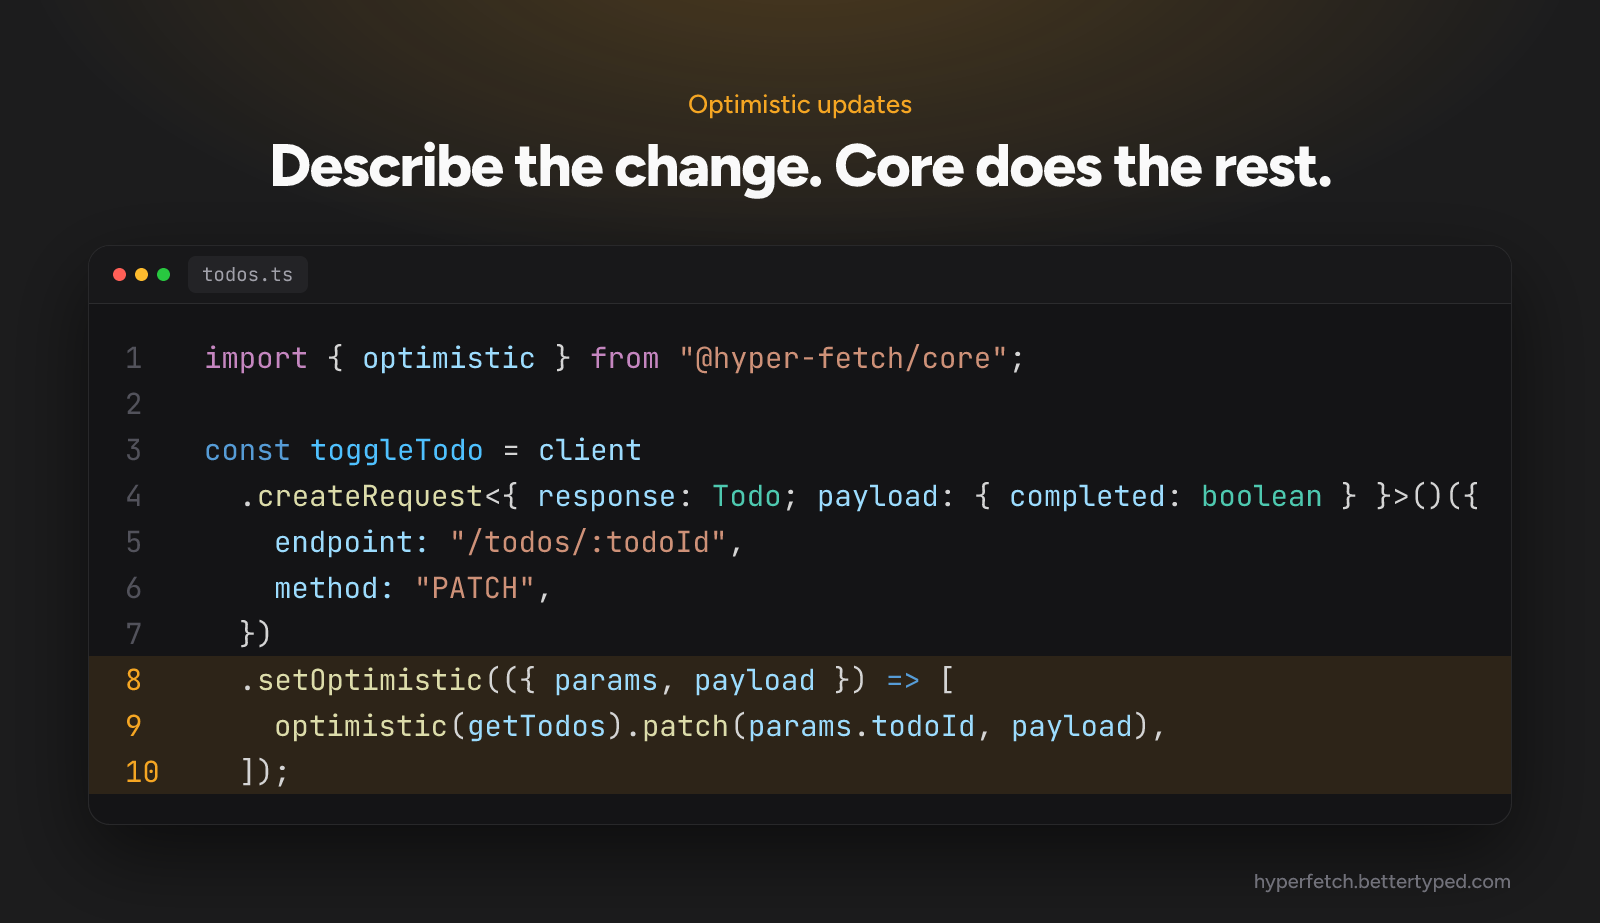 Optimistic updates
Describe the change. Core does the rest.
todos.ts
1 import { optimistic } from "@hyper-fetch/core";
2
3 const toggleTodo = client
4   .createRequest<{ response: Todo; payload: { completed: boolean } }>()({
5     endpoint: "/todos/:todoId",
6     method: "PATCH",
7   })
8   .setOptimistic(({ params, payload }) => [
9     optimistic(getTodos).patch(params.todoId, payload),
10   ]);
hyperfetch.bettertyped.com